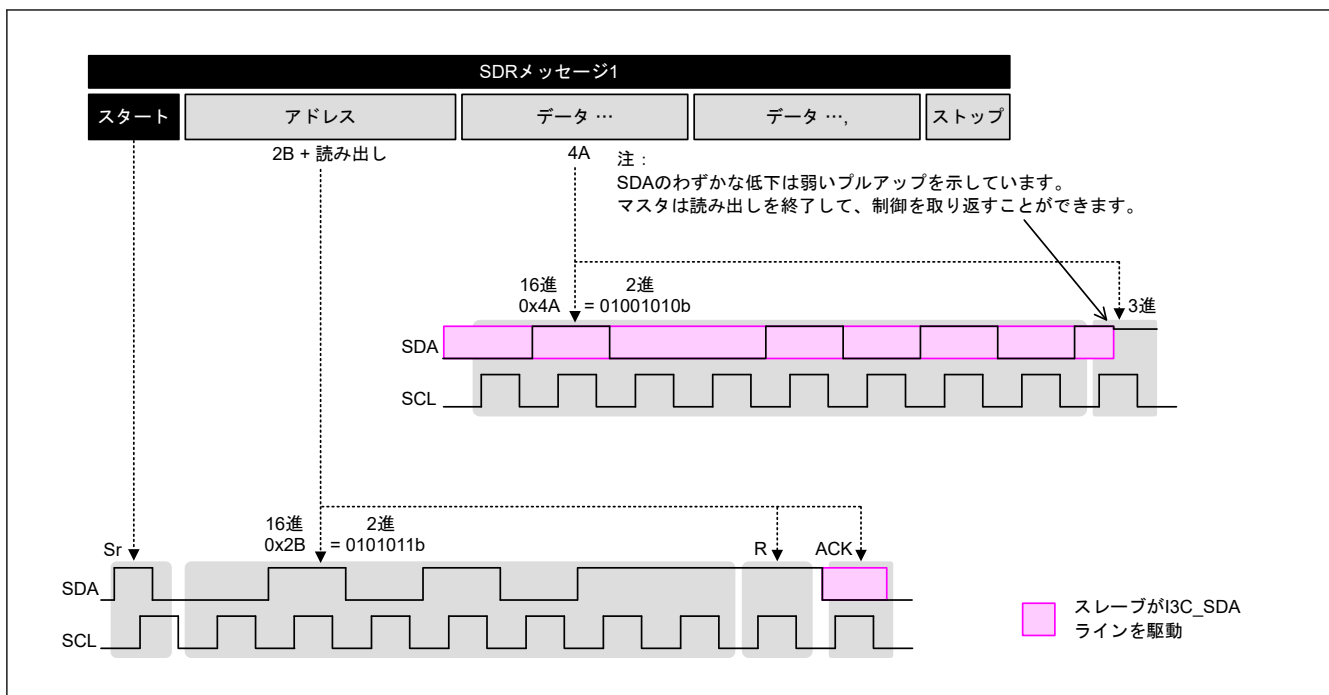 SDRメッセージ1
スタート
アドレス
データ …
データ …,
ストップ
2B + 読み出し
4A
注：
SDAのわずかな低下は弱いプルアップを示しています。
マスタは読み出しを終了して、制御を取り返すことができます。
16進
2進
0x4A
= 01001010b
3進
SDA
SCL
16進
2進
0x2B
= 0101011b
Sr
R
ACK
SDA
SCL
スレーブがI3C_SDA
ラインを駆動